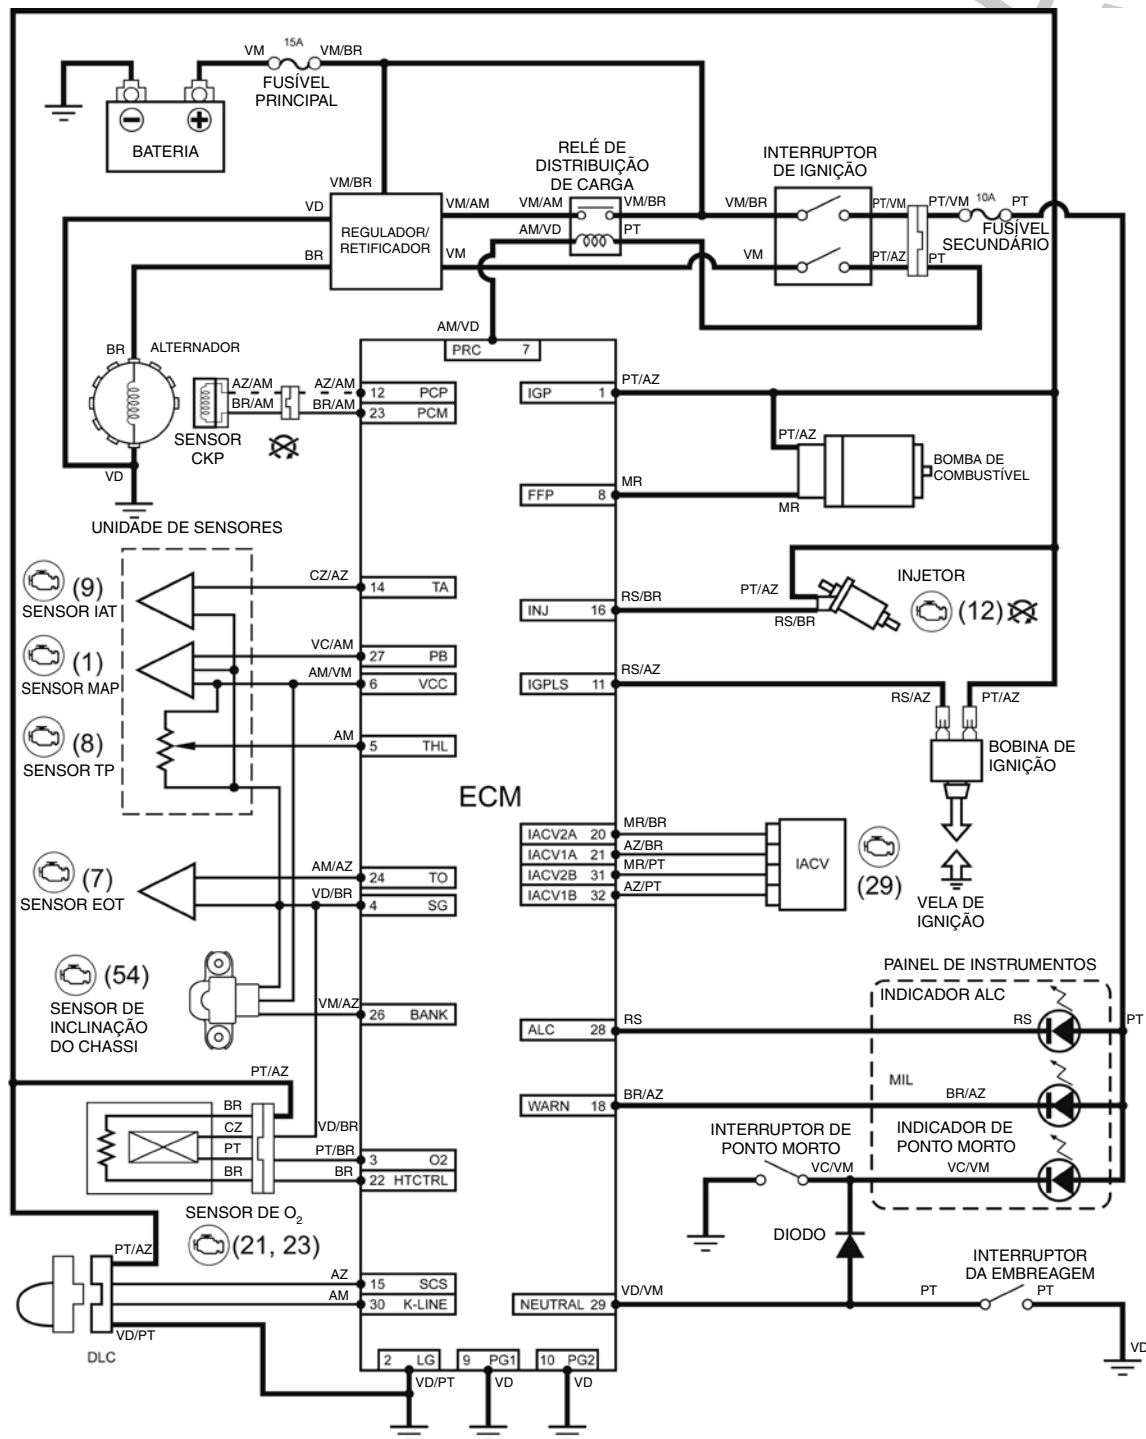 15A
VM
VM/BR
FUSÍVEL
PRINCIPAL
BATERIA
RELÉ DE
DISTRIBUIÇÃO
DE CARGA
INTERRUPTOR
DE IGNIÇÃO
VM/BR
VD
REGULADOR/
RETIFICADOR
VM/AM
VM/AM
VM/BR
VM/BR
PT/VM
PT/VM
10A
PT
FUSÍVEL
SECUNDÁRIO
AM/VD
PT
BR
VM
VM
PT/AZ
PT
AM/VD
PRC 7
BR
ALTERNADOR
AZ/AM
AZ/AM
12 PCP
BR/AM
BR/AM
23 PCM
SENSOR
CKP
VD
IGP 1
PT/AZ
PT/AZ
BOMBA DE
COMBUSTÍVEL
FFP 8
MR
MR
UNIDADE DE SENSORES
(9)
SENSOR IAT
CZ/AZ
14 TA
(1)
SENSOR MAP
VC/AM
27 PB
AM/VM
6 VCC
(8)
SENSOR TP
AM
5 THL
INJETOR
PT/AZ
(12)
INJ 16
RS/BR
RS/BR
IGPLS 11
RS/AZ
RS/AZ
PT/AZ
BOBINA DE
IGNIÇÃO
ECM
IACV2A 20
MR/BR
IACV1A 21
AZ/BR
IACV2B 31
MR/PT
IACV1B 32
AZ/PT
IACV
(29)
VELA DE
IGNIÇÃO
(7)
SENSOR EOT
AM/AZ
24 TO
VD/BR
4 SG
(54)
SENSOR DE
INCLINAÇÃO
DO CHASSI
VM/AZ
26 BANK
PAINEL DE INSTRUMENTOS
INDICADOR ALC
ALC 28
RS
RS
PT
MIL
WARN 18
BR/AZ
BR/AZ
INTERRUPTOR DE
PONTO MORTO
INDICADOR DE
PONTO MORTO
VC/VM
VC/VM
PT/AZ
BR
CZ
VD/BR
PT
PT/BR
3 O2
BR
BR
22 HTCTRL
SENSOR DE O2
(21, 23)
DIODO
INTERRUPTOR
DA EMBREAGEM
PT/AZ
AZ
15 SCS
AM
30 K-LINE
NEUTRAL 29
VD/VM
PT
PT
VD
VD/PT
DLC
2 LG
9 PG1
10 PG2
VD/PT
VD
VD